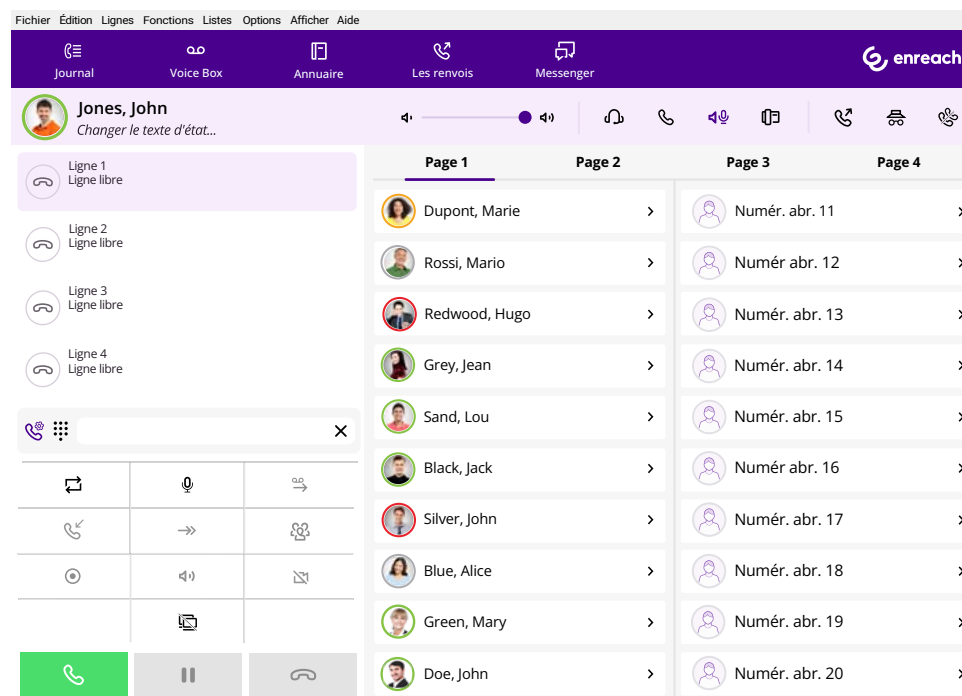 Fichier Édition Lignes Fonctions Listes Options Afficher Aide
Journal Voice Box Annuaire Les renvois Messenger enreach
Jones, John
Changer le texte d'état...
Page 1 Page 2 Page 3 Page 4
Ligne 1
Ligne libre
Ligne 2
Ligne libre
Ligne 3
Ligne libre
Ligne 4
Ligne libre
Dupont, Marie
Rossi, Mario
Redwood, Hugo
Grey, Jean
Sand, Lou
Black, Jack
Silver, John
Blue, Alice
Green, Mary
Doe, John
Numér. abr. 11
Numér abr. 12
Numér. abr. 13
Numér. abr. 14
Numér. abr. 15
Numér abr. 16
Numér. abr. 17
Numér. abr. 18
Numér. abr. 19
Numér. abr. 20